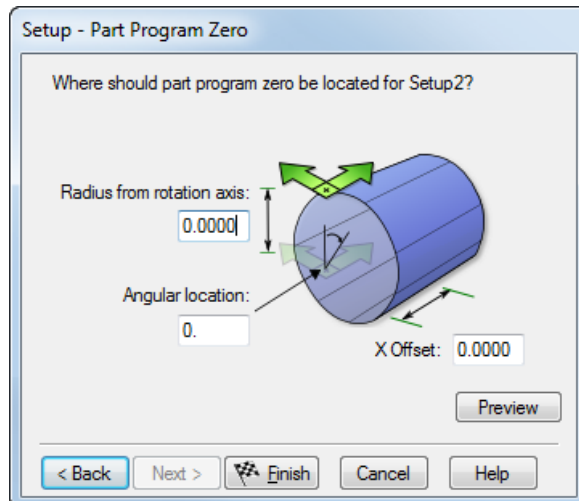 Setup - Part Program Zero
Where should part program zero be located for Setup2?
Radius from rotation axis:
0.0000
Angular location:
0.
X Offset: 0.0000
Preview
< Back Next > Finish Cancel Help